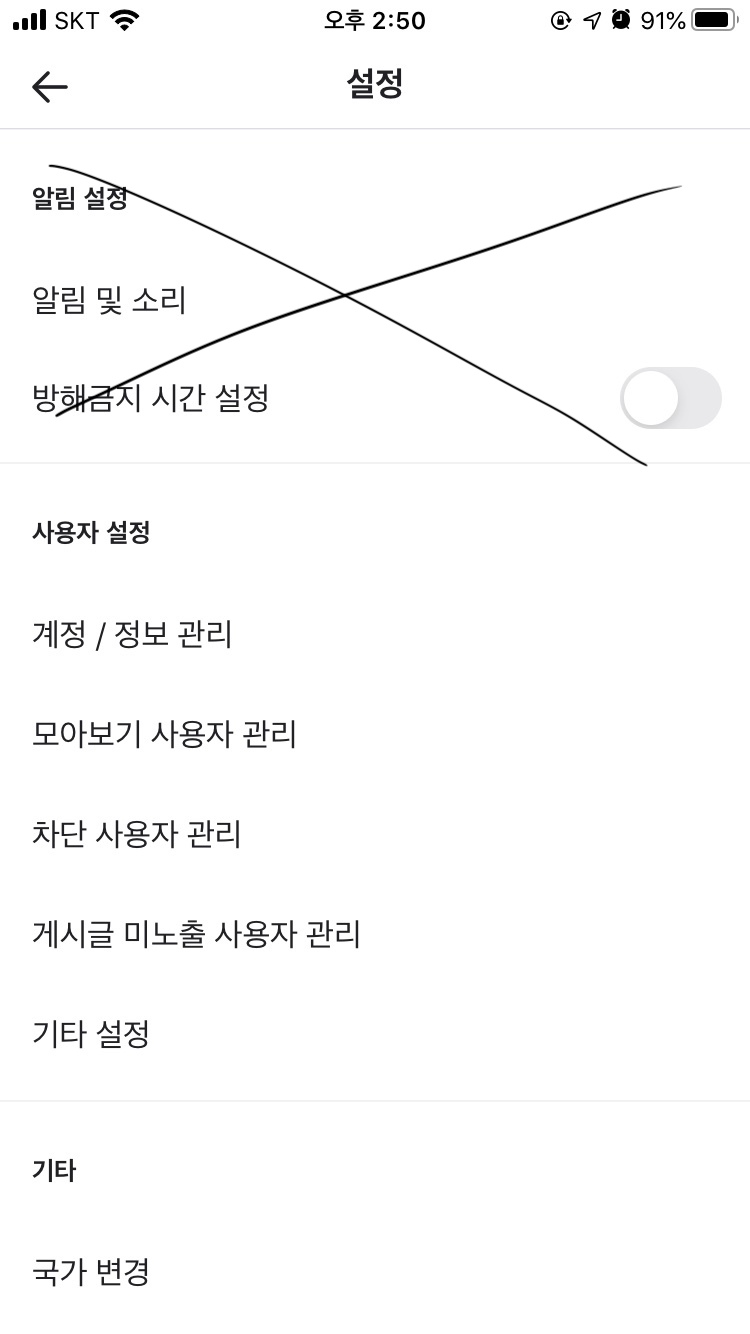 SKT 오후 2:50 91%
설정
알림 설정
알림 및 소리
방해금지 시간 설정
사용자 설정
계정 / 정보 관리
모아보기 사용자 관리
차단 사용자 관리
게시글 미노출 사용자 관리
기타 설정
기타
국가 변경